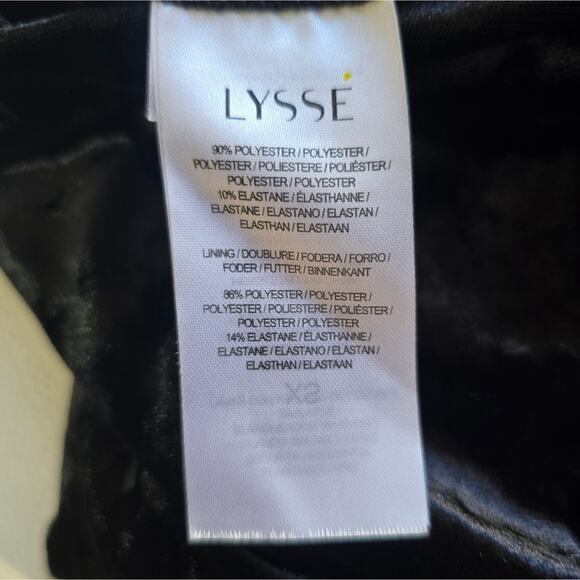 LYSSÉ
90% POLYESTER / POLYESTER /
POLYESTER / POLIESTERE / POLIÉSTER /
POLYESTER / POLYESTER
10% ELASTANE / ÉLASTHANNE /
ELASTANE / ELASTANO / ELASTAN /
ELASTHAN / ELASTAAN
LINING / DOUBLURE / FODERA / FORRO /
FODER / FUTTER / BINNENKANT
86% POLYESTER / POLYESTER /
POLYESTER / POLIESTERE / POLIÉSTER /
POLYESTER / POLYESTER
14% ELASTANE / ÉLASTHANNE /
ELASTANE / ELASTANO / ELASTAN /
ELASTHAN / ELASTAAN